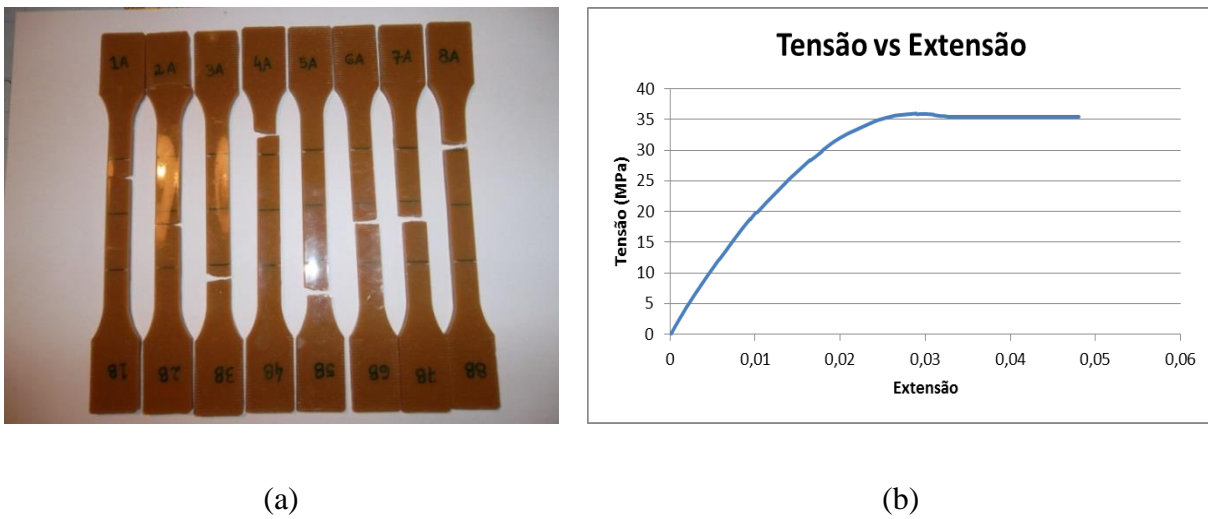 1A 2A 3A 4A 5A 6A 7A 8A
1B 2B 3B 4B 5B 6B 7B 8B
(a)
Tensão vs Extensão
Tensão (MPa)
40
35
30
25
20
15
10
5
0
0 0,01 0,02 0,03 0,04 0,05 0,06
Extensão
(b)